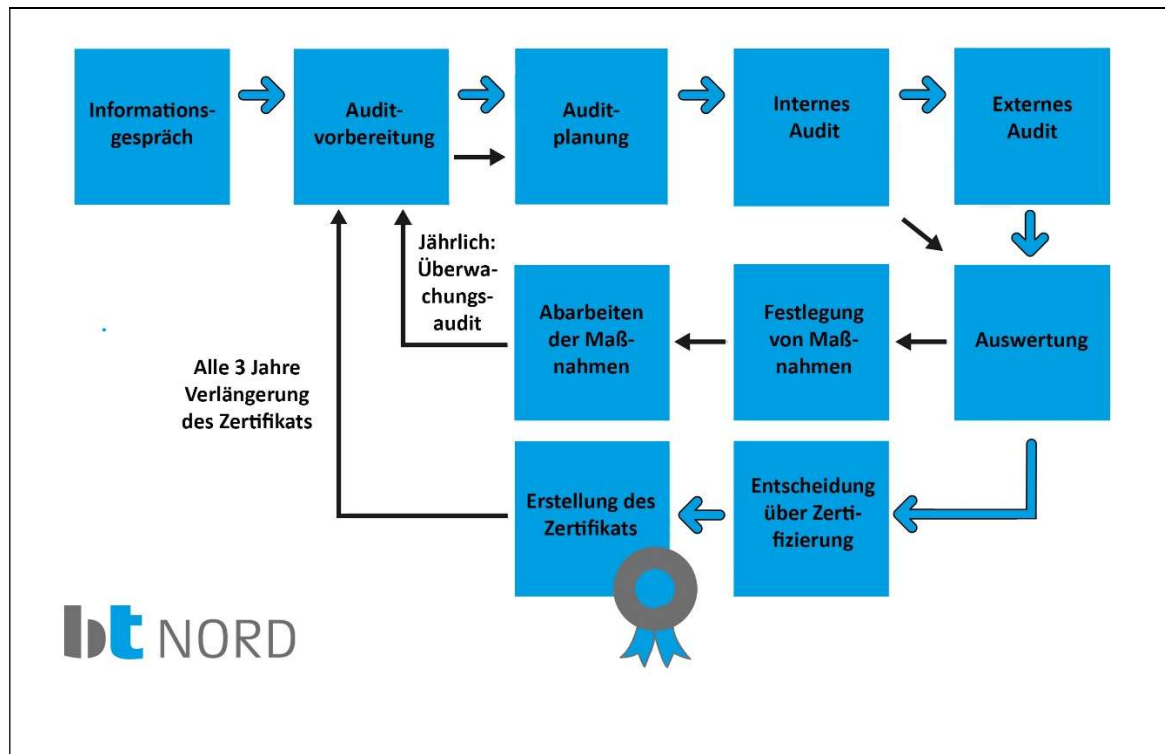 Informations-
gespräch
Audit-
vorbereitung
Audit-
planung
Internes
Audit
Externes
Audit
Jährlich:
Überwa-
chungs-
audit
Abarbeiten
der Maß-
nahmen
Festlegung
von Maß-
nahmen
Auswertung
Alle 3 Jahre
Verlängerung
des Zertifikats
Erstellung des
Zertifikats
Entscheidung
über Zerti-
fizierung
bt NORD